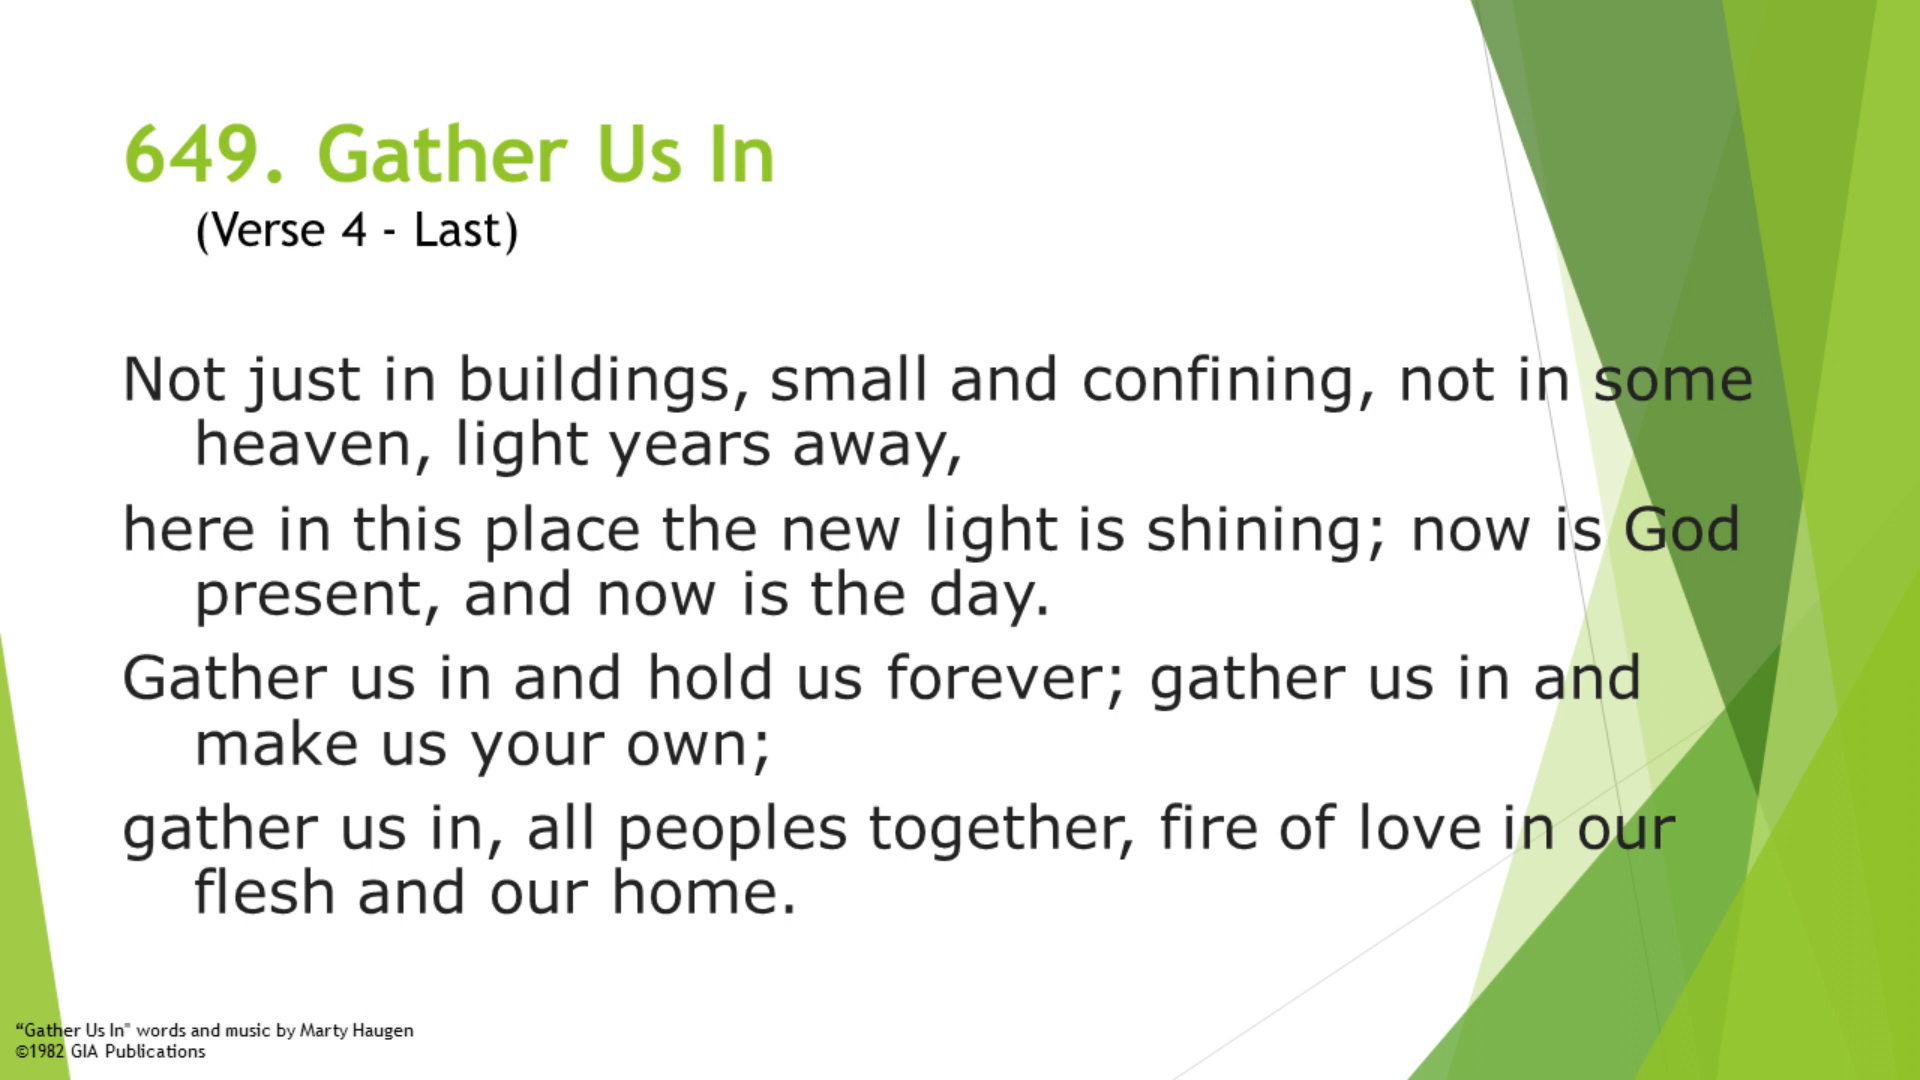 649. Gather Us In
(Verse 4 - Last)
Not just in buildings, small and confining, not in some
heaven, light years away,
here in this place the new light is shining; now is God
present, and now is the day.
Gather us in and hold us forever; gather us in and
make us your own;
gather us in, all peoples together, fire of love in our
flesh and our home.
“Gather Us In" words and music by Marty Haugen
©1982 GIA Publications